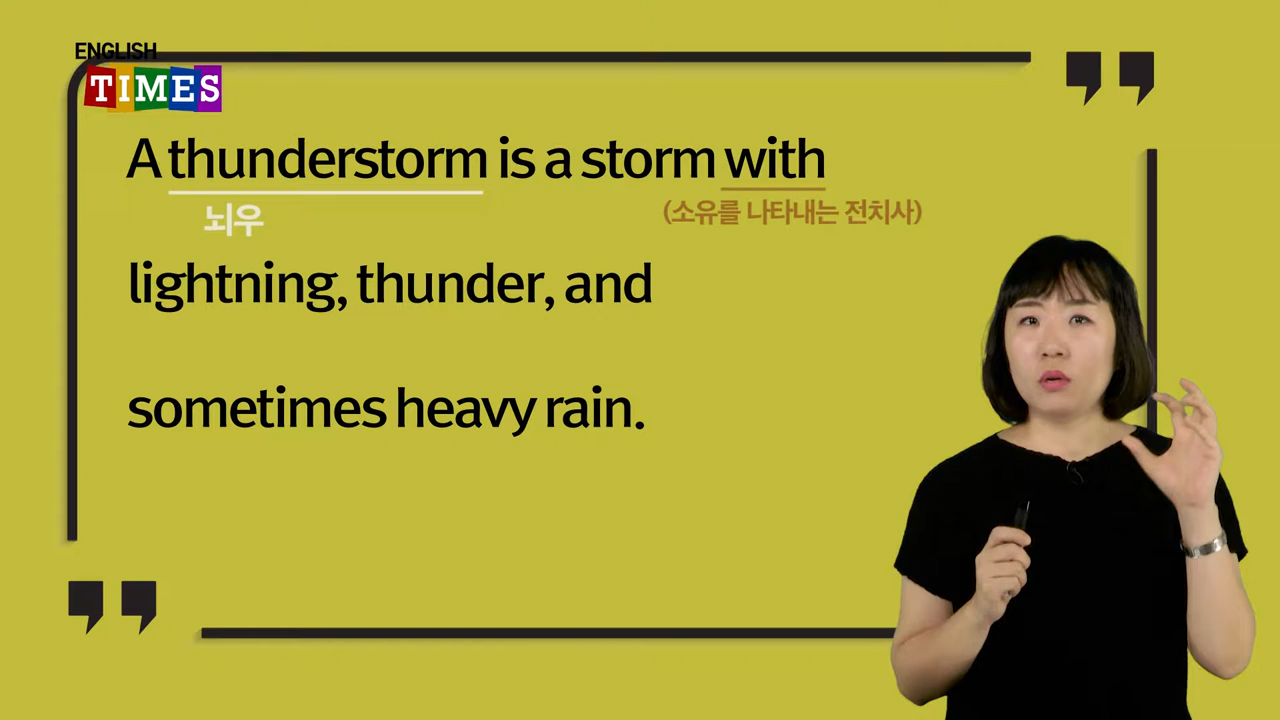 ENGLISH
TIMES
A thunderstorm is a storm with
뇌우
(소유를 나타내는 전치사)
lightning, thunder, and
sometimes heavy rain.